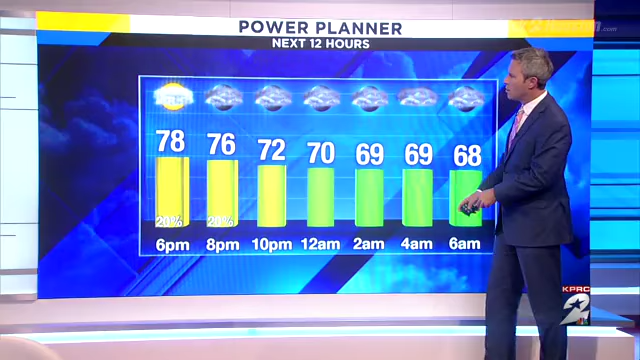 POWER PLANNER
NEXT 12 HOURS
78 76 72 70 69 69 68
20% 20%
6pm 8pm 10pm 12am 2am 4am 6am
KPRC
2
.com